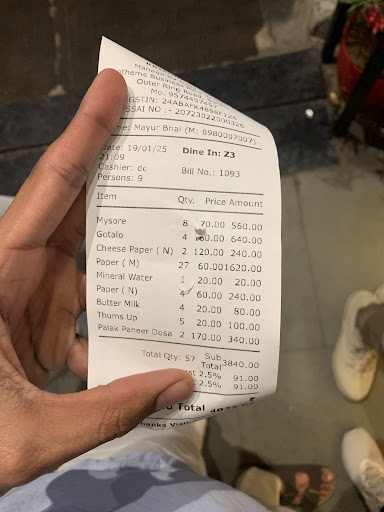 Outer Ring Road,
Mo. 9574437457
GSTIN: 24ABAFK4898F1Z6
SSAI NO :- 20723022000326
e: Mayur Bhai (M: 8980007007)
Date: 19/01/25 Dine In: Z3
21:09
Cashier: dc Bill No.: 1093
Persons: 9
Item Qty. Price Amount
Mysore 8 70.00 560.00
Gotalo 4 160.00 640.00
Cheese Paper ( N) 2 120.00 240.00
Paper ( M) 27 60.00 1620.00
Mineral Water 1 20.00 20.00
Paper ( N) 4 60.00 240.00
Butter Milk 4 20.00 80.00
Thums Up 5 20.00 100.00
Palak Paneer Dosa 2 170.00 340.00
Total Qty: 57 Sub Total 3840.00
2.5% 91.00
2.5% 91.00
Total